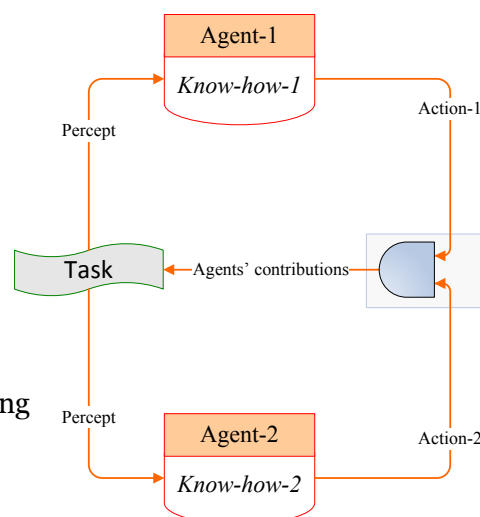 Agent-1
Know-how-1
Action-1
Percept
Task
Agents’ contributions
ng
Percept
Agent-2
Action-2
Know-how-2